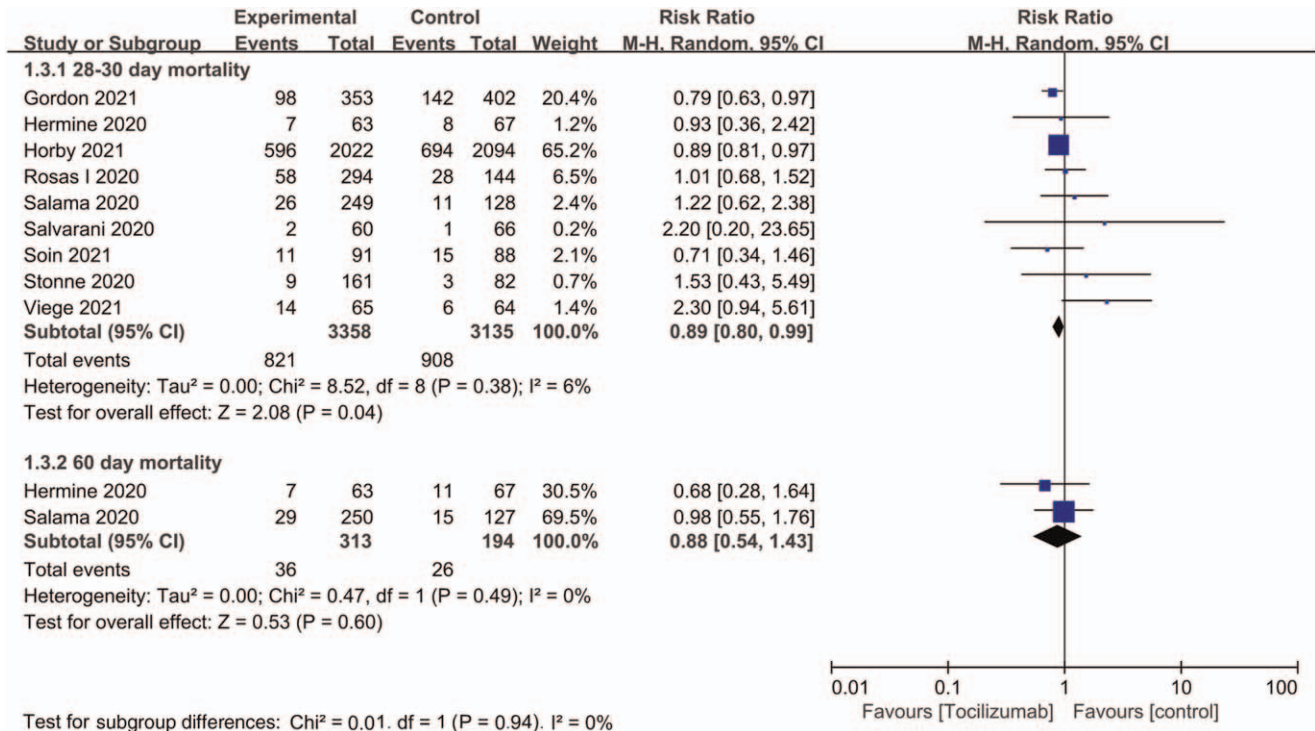 Experimental Control Risk Ratio Risk Ratio
Study or Subgroup Events Total Events Total Weight M-H. Random. 95% CI M-H. Random. 95% CI
1.3.1 28-30 day mortality
Gordon 2021 98 353 142 402 20.4% 0.79 [0.63, 0.97]
Hermine 2020 7 63 8 67 1.2% 0.93 [0.36, 2.42]
Horby 2021 596 2022 694 2094 65.2% 0.89 [0.81, 0.97]
Rosas I 2020 58 294 28 144 6.5% 1.01 [0.68, 1.52]
Salama 2020 26 249 11 128 2.4% 1.22 [0.62, 2.38]
Salvarani 2020 2 60 1 66 0.2% 2.20 [0.20, 23.65]
Soin 2021 11 91 15 88 2.1% 0.71 [0.34, 1.46]
Stonne 2020 9 161 3 82 0.7% 1.53 [0.43, 5.49]
Viege 2021 14 65 6 64 1.4% 2.30 [0.94, 5.61]
Subtotal (95% CI) 3358 3135 100.0% 0.89 [0.80, 0.99]
Total events 821 908
Heterogeneity: Tau² = 0.00; Chi² = 8.52, df = 8 (P = 0.38); I² = 6%
Test for overall effect: Z = 2.08 (P = 0.04)
1.3.2 60 day mortality
Hermine 2020 7 63 11 67 30.5% 0.68 [0.28, 1.64]
Salama 2020 29 250 15 127 69.5% 0.98 [0.55, 1.76]
Subtotal (95% CI) 313 194 100.0% 0.88 [0.54, 1.43]
Total events 36 26
Heterogeneity: Tau² = 0.00; Chi² = 0.47, df = 1 (P = 0.49); I² = 0%
Test for overall effect: Z = 0.53 (P = 0.60)
0.01 0.1 1 10 100
Favours [Tocilizumab] Favours [control]
Test for subgroup differences: Chi² = 0.01. df = 1 (P = 0.94). I² = 0%